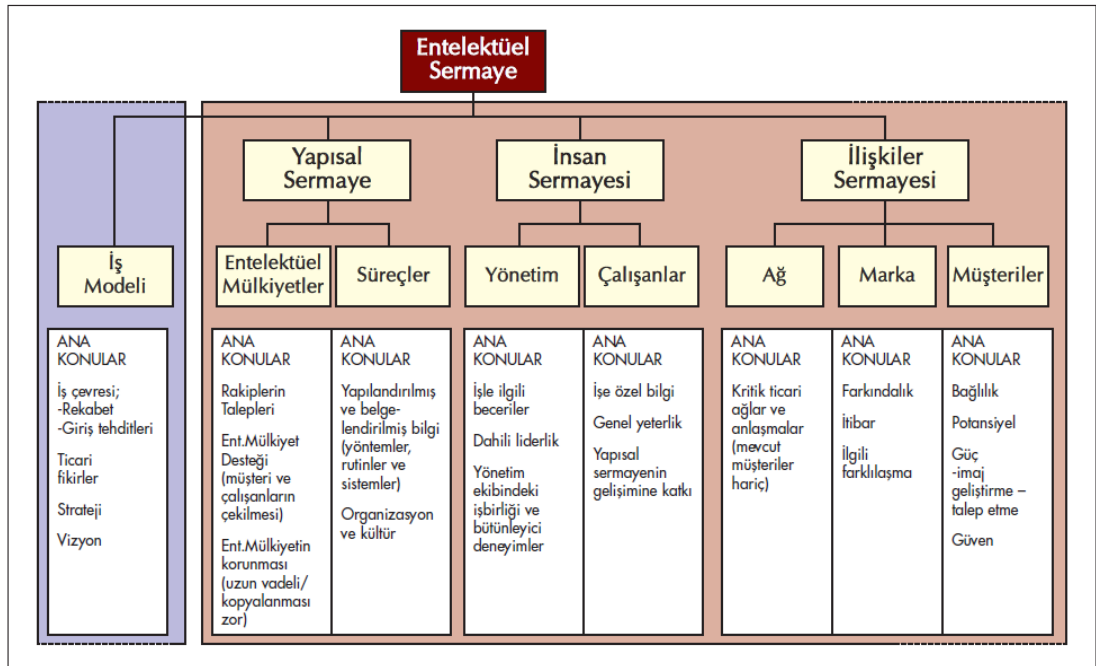 Entelektüel
Sermaye
Yapısal
Sermaye
İnsan
Sermayesi
İlişkiler
Sermayesi
İş
Modeli
Entelektüel
Mülkiyetler
Süreçler
Yönetim
Çalışanlar
Ağ
Marka
Müşteriler
ANA
KONULAR
İş çevresi;
-Rekabet
-Giriş tehditleri
Ticari
fikirler
Strateji
Vizyon
ANA
KONULAR
Rakiplerin
Talepleri
Ent.Mülkiyet
Desteği
(müşteri ve
çalışanların
çekilmesi)
Ent.Mülkiyetin
korunması
(uzun vadeli/
kopyalanması
zor)
ANA
KONULAR
Yapılandırılmış
ve belge-
lendirilmiş bilgi
(yöntemler,
rutinler ve
sistemler)
Organizasyon
ve kültür
ANA
KONULAR
İşle ilgili
beceriler
Dahili liderlik
Yönetim
ekibindeki
işbirliği ve
bütünleyici
deneyimler
ANA
KONULAR
İşe özel bilgi
Genel yeterlik
Yapısal
sermayenin
gelişimine katkı
ANA
KONULAR
Kritik ticari
ağlar ve
anlaşmalar
(mevcut
müşteriler
hariç)
ANA
KONULAR
Farkındalık
İtibar
İlgili
farklılaşma
ANA
KONULAR
Bağlılık
Potansiyel
Güç
-imaj
geliştirme –
talep etme
Güven